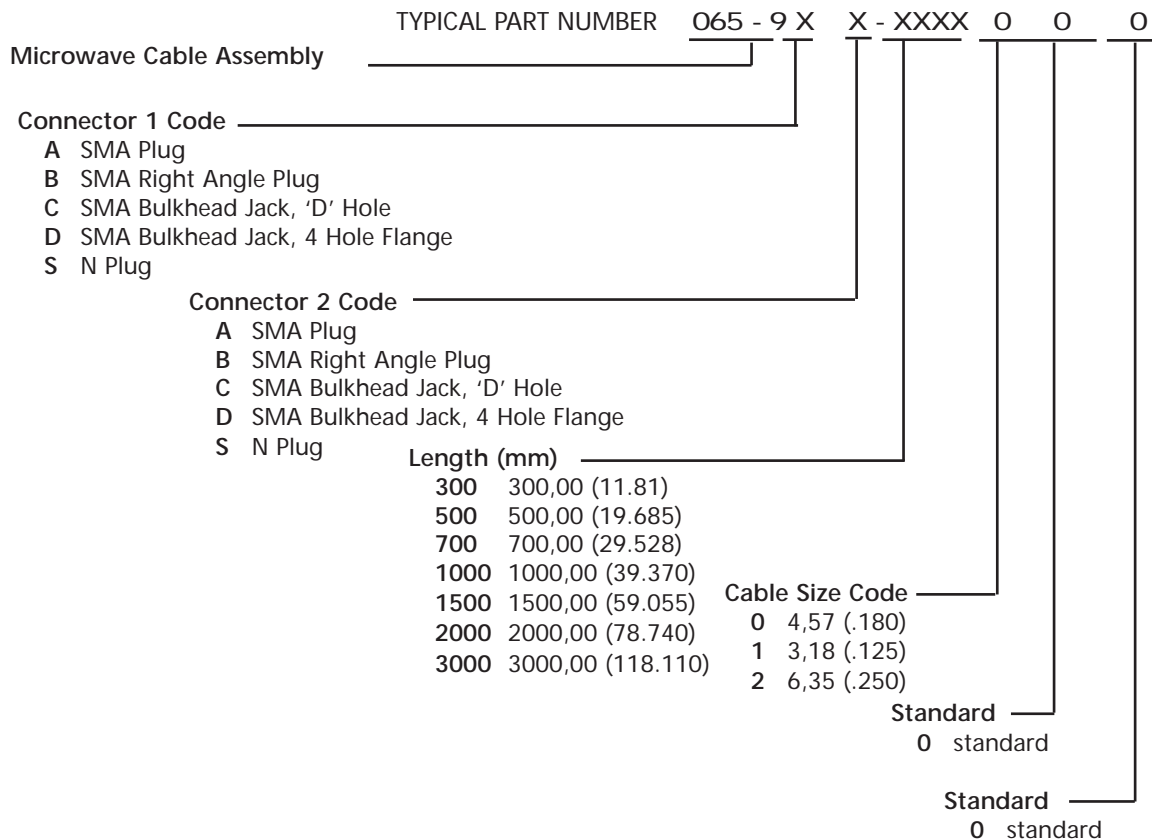 TYPICAL PART NUMBER 065 - 9 X X - XXXX 0 0 0
Microwave Cable Assembly
Connector 1 Code
A SMA Plug
B SMA Right Angle Plug
C SMA Bulkhead Jack, ‘D’ Hole
D SMA Bulkhead Jack, 4 Hole Flange
S N Plug
Connector 2 Code
A SMA Plug
B SMA Right Angle Plug
C SMA Bulkhead Jack, ‘D’ Hole
D SMA Bulkhead Jack, 4 Hole Flange
S N Plug
Length (mm)
300 300,00 (11.81)
500 500,00 (19.685)
700 700,00 (29.528)
1000 1000,00 (39.370)
1500 1500,00 (59.055)
2000 2000,00 (78.740)
3000 3000,00 (118.110)
Cable Size Code
0 4,57 (.180)
1 3,18 (.125)
2 6,35 (.250)
Standard
0 standard
Standard
0 standard